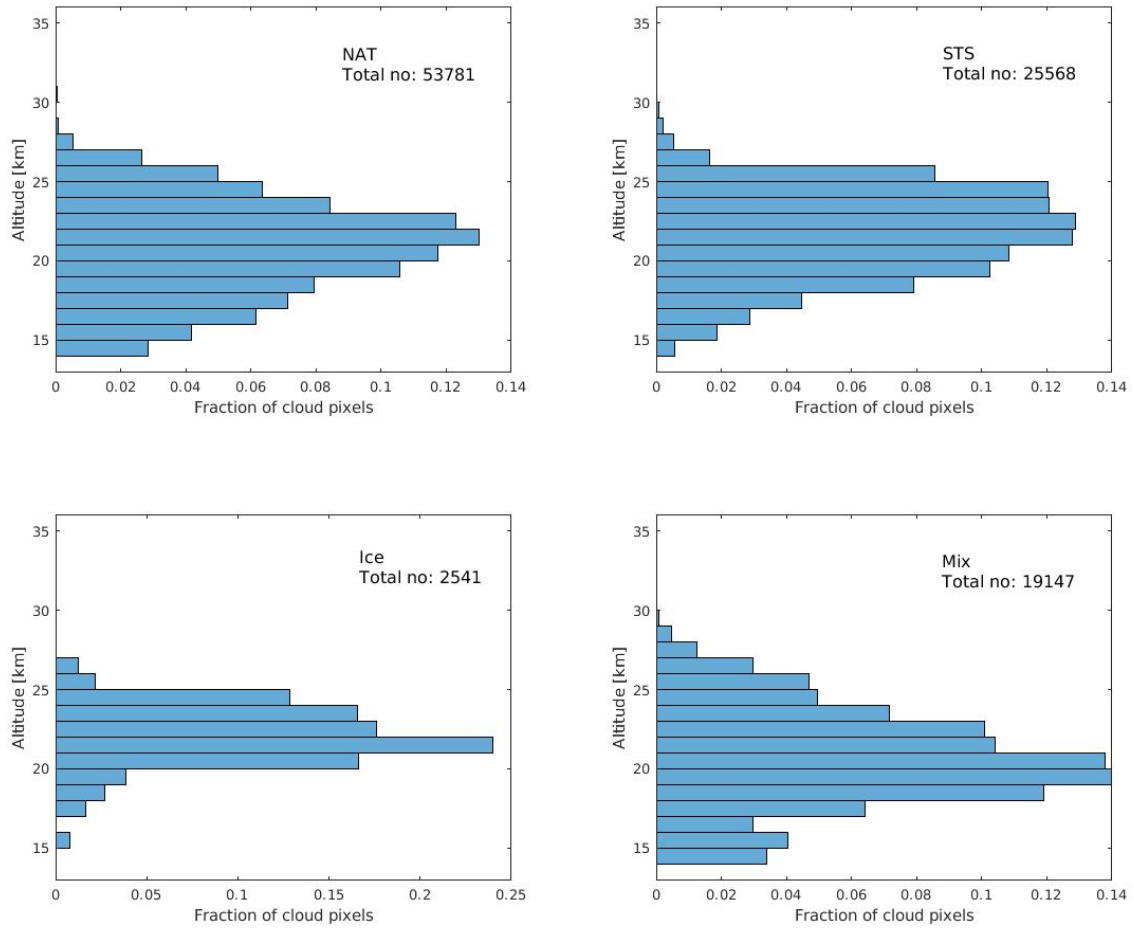 35
30
25
20
15
Altitude [km]
NAT
Total no: 53781
0 0.02 0.04 0.06 0.08 0.1 0.12 0.14
Fraction of cloud pixels
35
30
25
20
15
Altitude [km]
STS
Total no: 25568
0 0.02 0.04 0.06 0.08 0.1 0.12 0.14
Fraction of cloud pixels
35
30
25
20
15
Altitude [km]
Ice
Total no: 2541
0 0.05 0.1 0.15 0.2 0.25
Fraction of cloud pixels
35
30
25
20
15
Altitude [km]
Mix
Total no: 19147
0 0.02 0.04 0.06 0.08 0.1 0.12 0.14
Fraction of cloud pixels